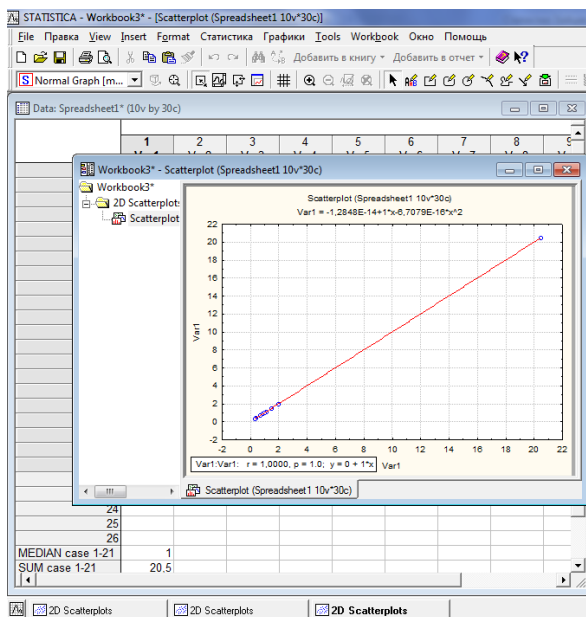 STATISTICA - Workbook3* - [Scatterplot (Spreadsheet1 10v*30c)]
File Правка View Insert Format Статистика Графики Tools Workbook Окно Помощь
Добавить в книгу Добавить в отчет
Normal Graph [m...
Data: Spreadsheet1* (10v by 30c)
1 2 3 4 5 6 7 8 9
Workbook3* - Scatterplot (Spreadsheet1 10v*30c)
Workbook3*
2D Scatterplots
Scatterplot
Scatterplot (Spreadsheet1 10v*30c)
Var1 = -1,2848E-14+1*x-6,7079E-16*x^2
22
20
18
16
14
12
10
8
6
4
2
0
-2
Var1
-2 0 2 4 6 8 10 12 14 16 18 20 22
Var1:Var1: r = 1,0000, p = 1.0; y = 0 + 1*x
Var1
Scatterplot (Spreadsheet1 10v*30c)
24
25
26
MEDIAN case 1-21 1
SUM case 1-21 20.5
2D Scatterplots 2D Scatterplots 2D Scatterplots